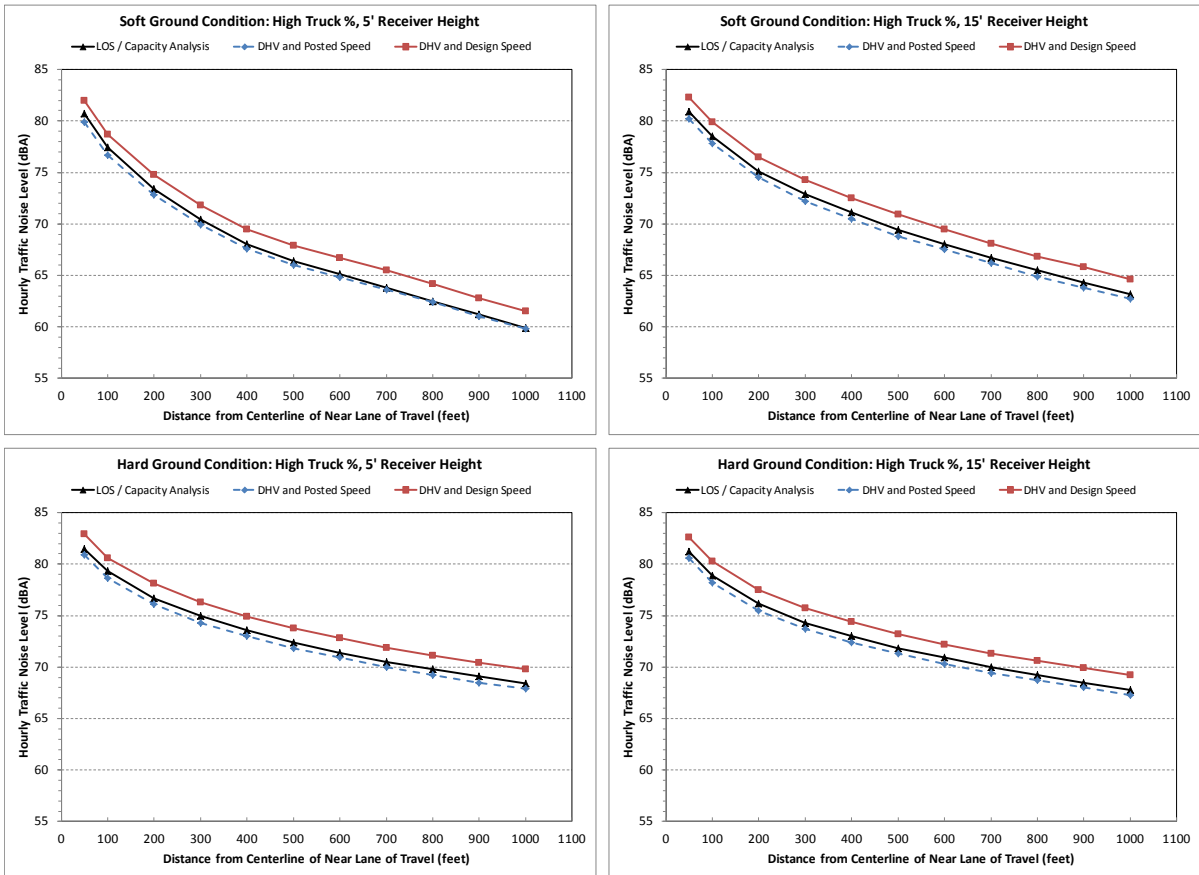 Soft Ground Condition: High Truck %, 5' Receiver Height
LOS / Capacity Analysis DHV and Posted Speed DHV and Design Speed
85
80
75
70
65
60
55
Hourly Traffic Noise Level (dBA)
0 100 200 300 400 500 600 700 800 900 1000 1100
Distance from Centerline of Near Lane of Travel (feet)
Soft Ground Condition: High Truck %, 15' Receiver Height
LOS / Capacity Analysis DHV and Posted Speed DHV and Design Speed
85
80
75
70
65
60
55
Hourly Traffic Noise Level (dBA)
0 100 200 300 400 500 600 700 800 900 1000 1100
Distance from Centerline of Near Lane of Travel (feet)
Hard Ground Condition: High Truck %, 5' Receiver Height
LOS / Capacity Analysis DHV and Posted Speed DHV and Design Speed
85
80
75
70
65
60
55
Hourly Traffic Noise Level (dBA)
0 100 200 300 400 500 600 700 800 900 1000 1100
Distance from Centerline of Near Lane of Travel (feet)
Hard Ground Condition: High Truck %, 15' Receiver Height
LOS / Capacity Analysis DHV and Posted Speed DHV and Design Speed
85
80
75
70
65
60
55
Hourly Traffic Noise Level (dBA)
0 100 200 300 400 500 600 700 800 900 1000 1100
Distance from Centerline of Near Lane of Travel (feet)